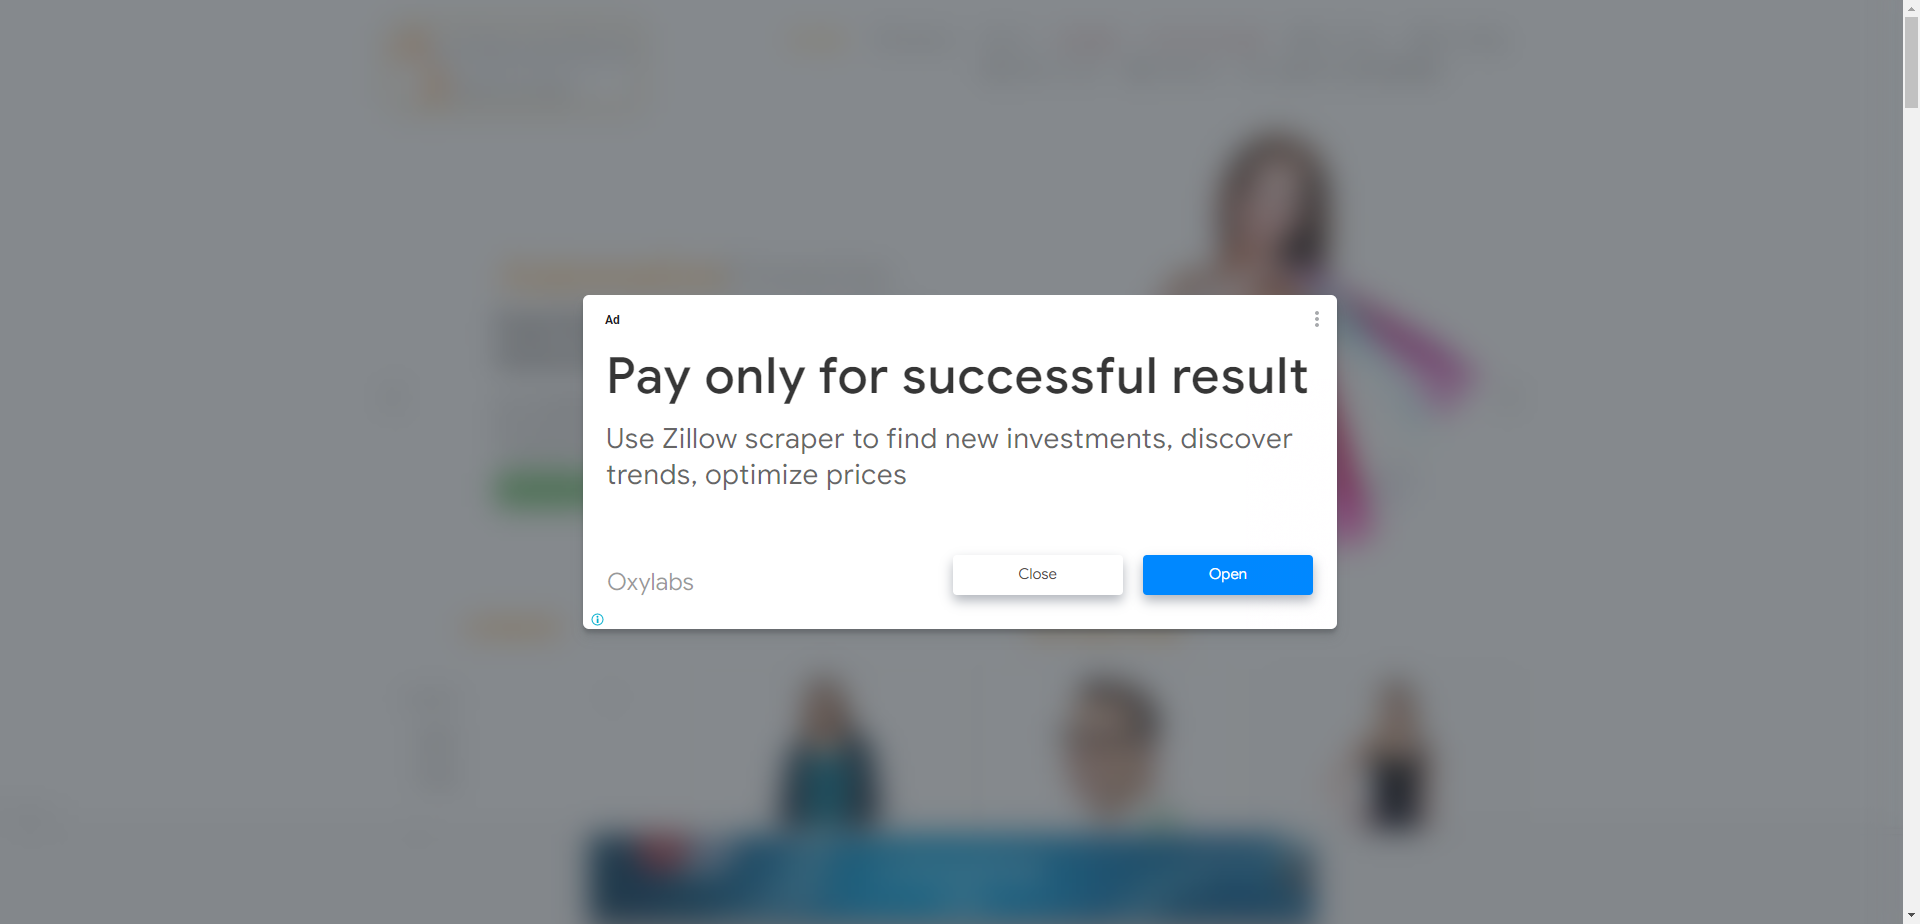 Ad
Pay only for successful result
Use Zillow scraper to find new investments, discover
trends, optimize prices
Oxylabs
Close
Open